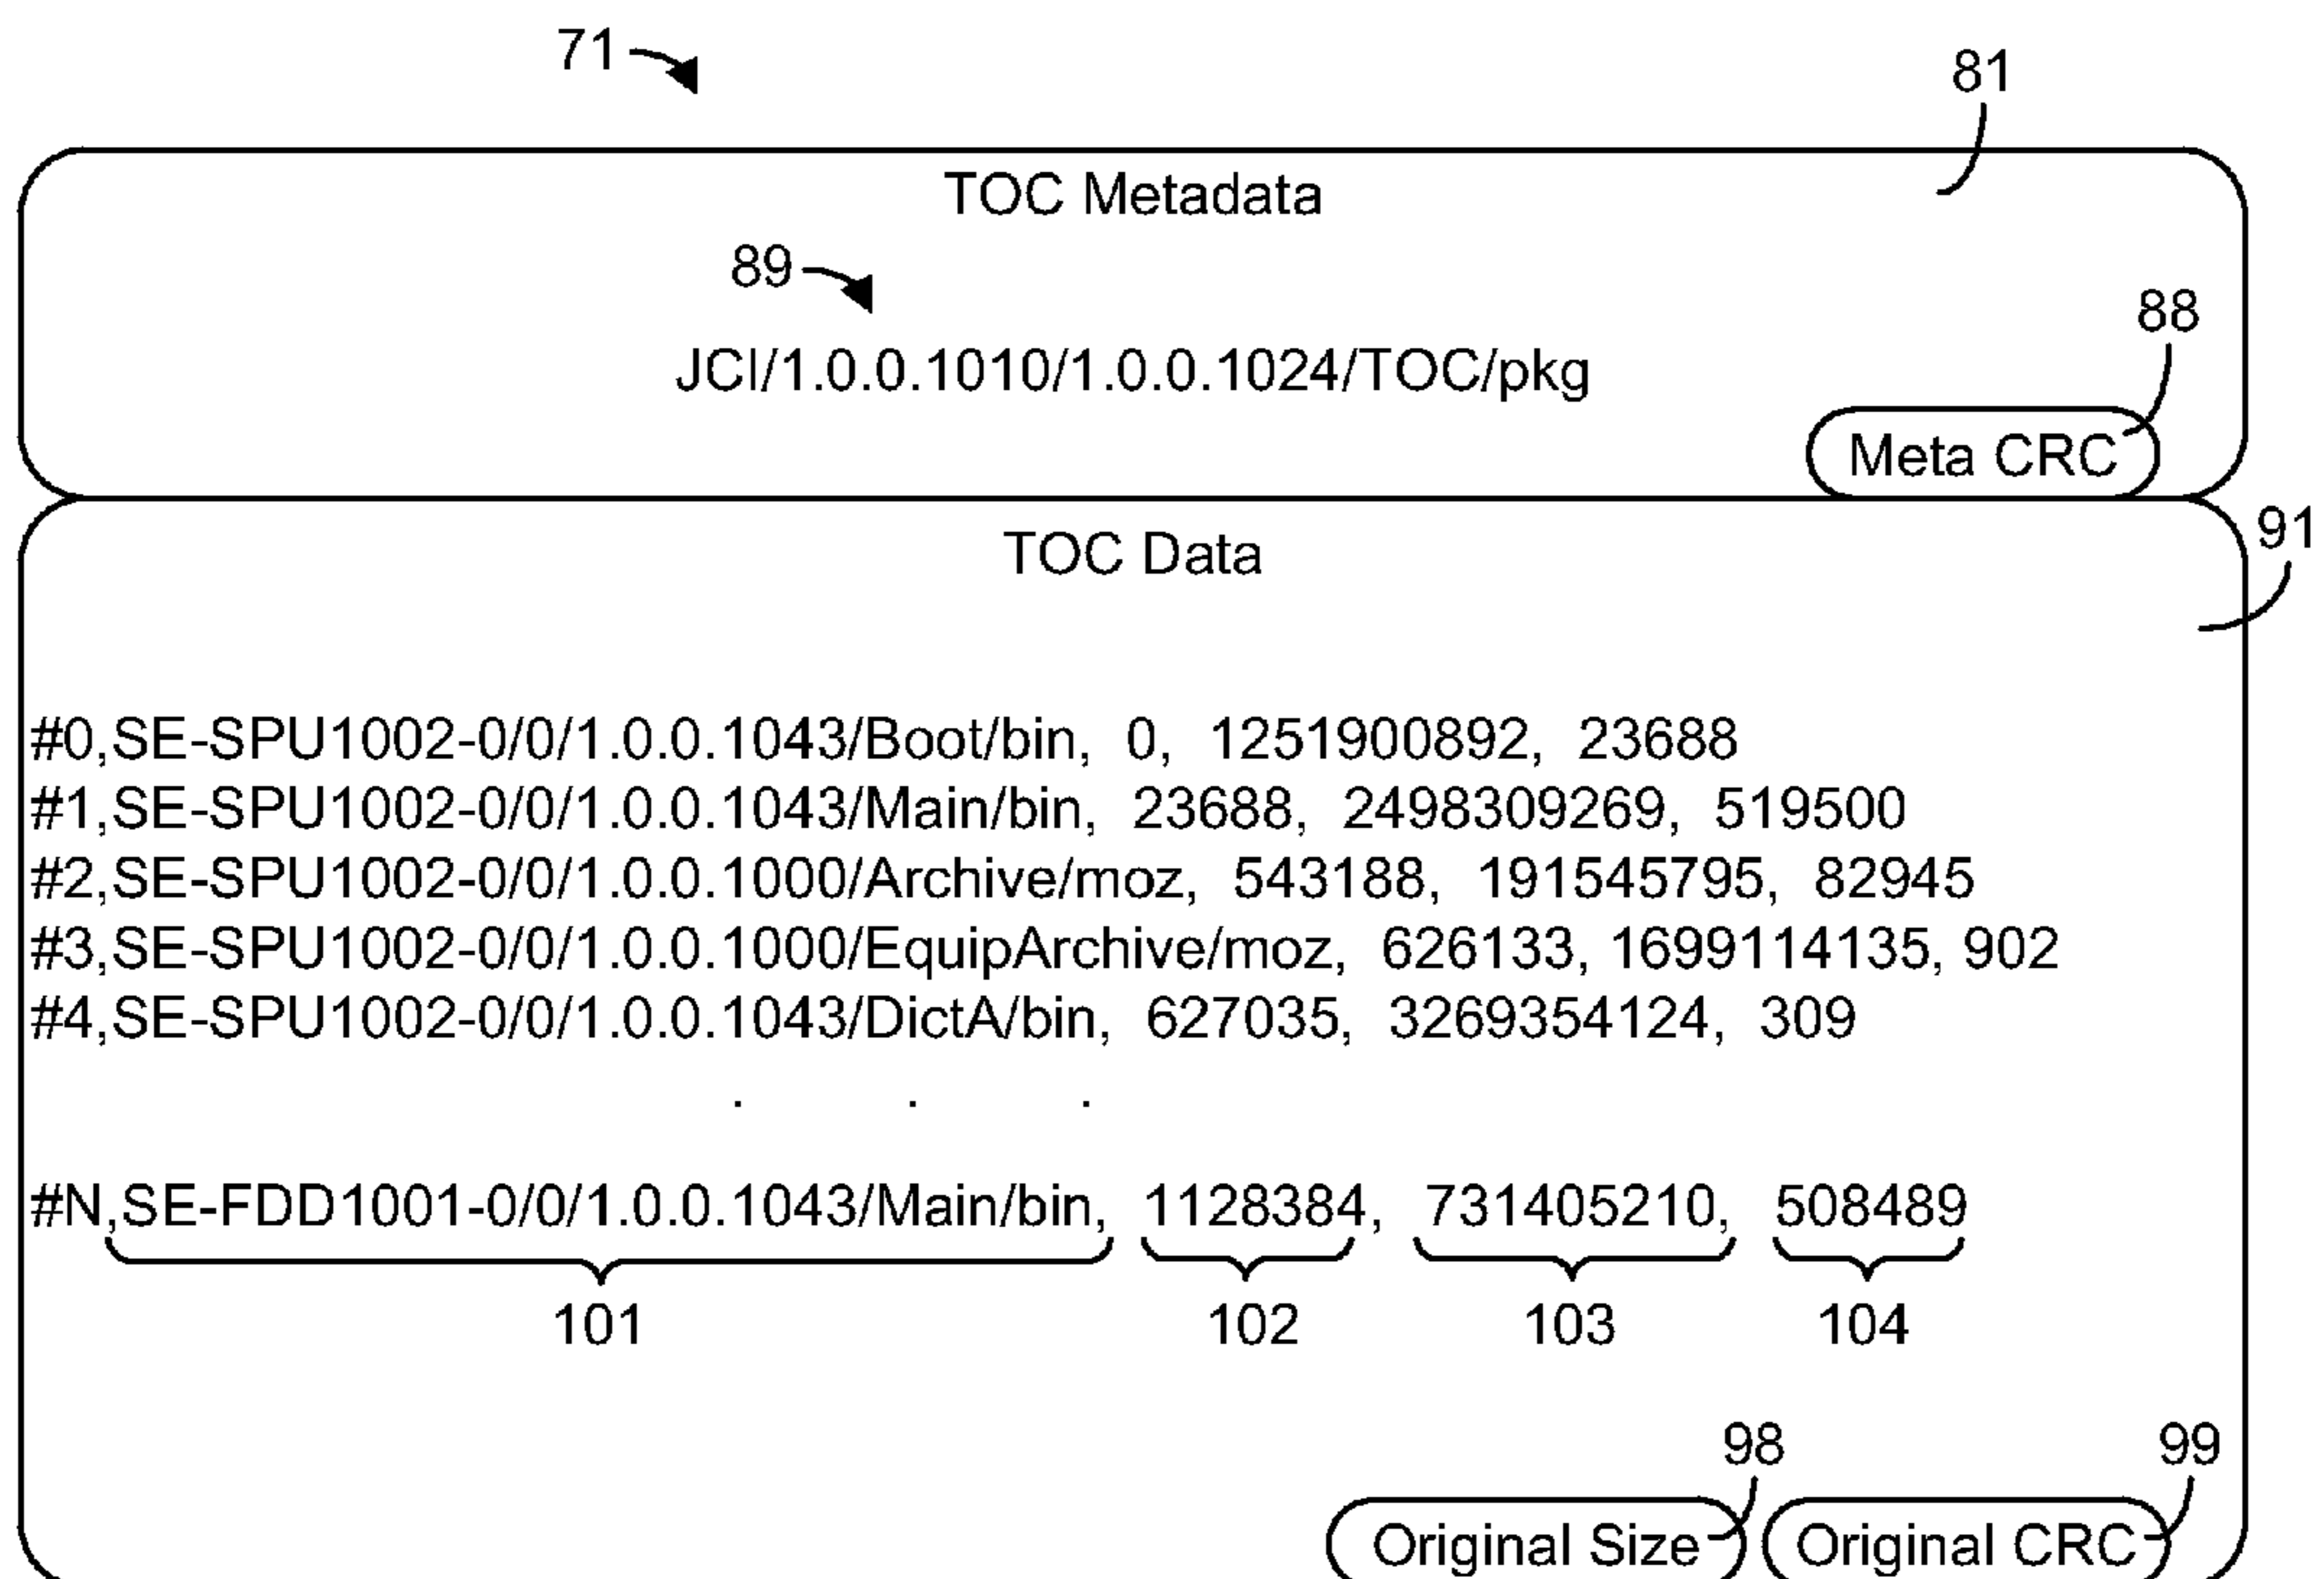 71
81
TOC Metadata
89
88
JCI/1.0.0.1010/1.0.0.1024/TOC/pkg
Meta CRC
91
TOC Data
#0,SE-SPU1002-0/0/1.0.0.1043/Boot/bin, 0, 1251900892, 23688
#1,SE-SPU1002-0/0/1.0.0.1043/Main/bin, 23688, 2498309269, 519500
#2,SE-SPU1002-0/0/1.0.0.1000/Archive/moz, 543188, 191545795, 82945
#3,SE-SPU1002-0/0/1.0.0.1000/EquipArchive/moz, 626133, 1699114135, 902
#4,SE-SPU1002-0/0/1.0.0.1043/DictA/bin, 627035, 3269354124, 309
. . .
#N,SE-FDD1001-0/0/1.0.0.1043/Main/bin, 1128384, 731405210, 508489
101 102 103 104
98 99
Original Size Original CRC